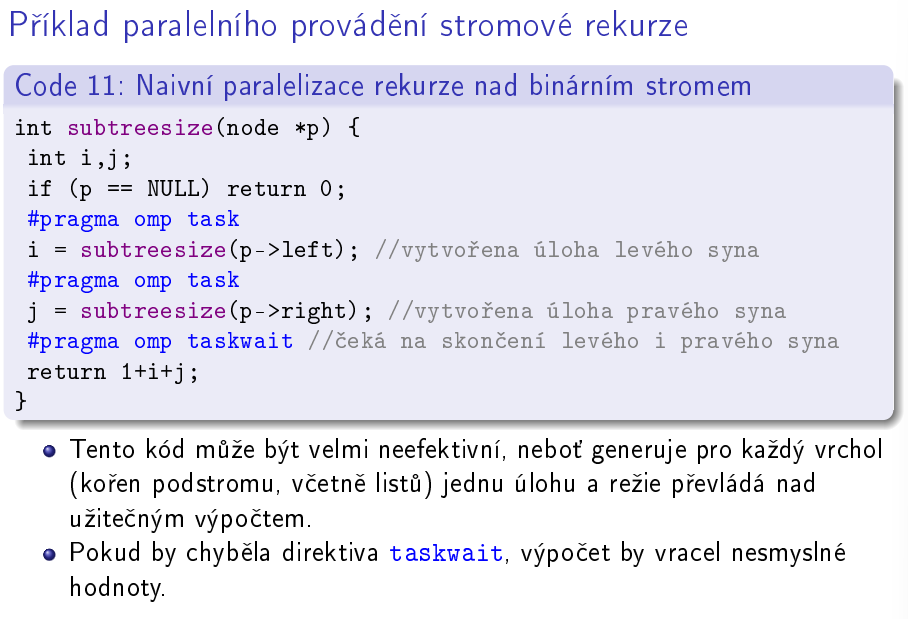 Příklad paralelního provádění stromové rekurze
Code 11: Naivní paralelizace rekurze nad binárním stromem
int subtreesize(node *p) {
int i,j;
if (p == NULL) return 0;
#pragma omp task
i = subtreesize(p->left); //vytvořena úloha levého syna
#pragma omp task
j = subtreesize(p->right); //vytvořena úloha pravého syna
#pragma omp taskwait //čeká na skončení levého i pravého syna
return 1+i+j;
}
Tento kód může být velmi neefektivní, neboť generuje pro každý vrchol
(kořen podstromu, včetně listů) jednu úlohu a režie převládá nad
užitečným výpočtem.
Pokud by chyběla direktiva taskwait, výpočet by vracel nesmyslné
hodnoty.